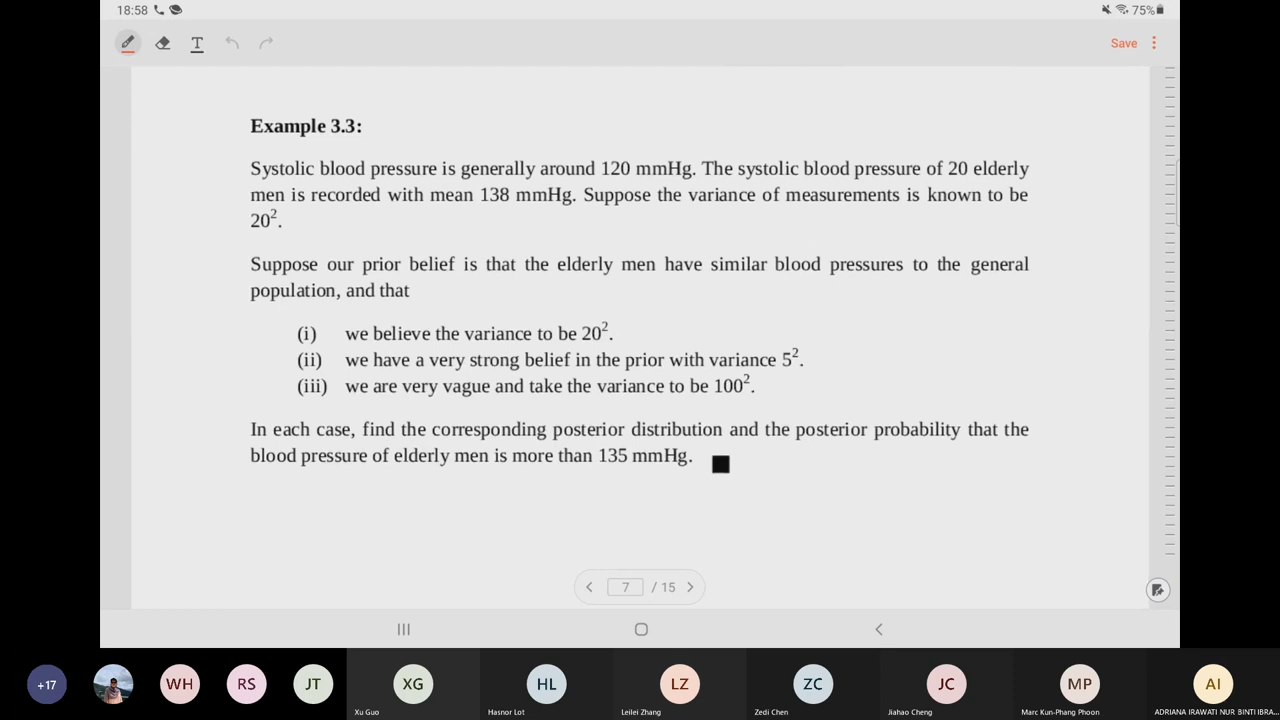 18:58
75%
T
Save
Example 3.3:
Systolic blood pressure is generally around 120 mmHg. The systolic blood pressure of 20 elderly
men is recorded with mean 138 mmHg. Suppose the variance of measurements is known to be
20².
Suppose our prior belief is that the elderly men have similar blood pressures to the general
population, and that
(i) we believe the variance to be 20².
(ii) we have a very strong belief in the prior with variance 5².
(iii) we are very vague and take the variance to be 100².
In each case, find the corresponding posterior distribution and the posterior probability that the
blood pressure of elderly men is more than 135 mmHg.
7 / 15
+17
WH
RS
JT
XG
HL
LZ
ZC
JC
MP
AI
Xu Guo
Hasnor Lot
Leilei Zhang
Zedi Chen
Jiahao Cheng
Marc Kun-Phang Phoon
ADRIANA IRAWATI NUR BINTI IBRA...